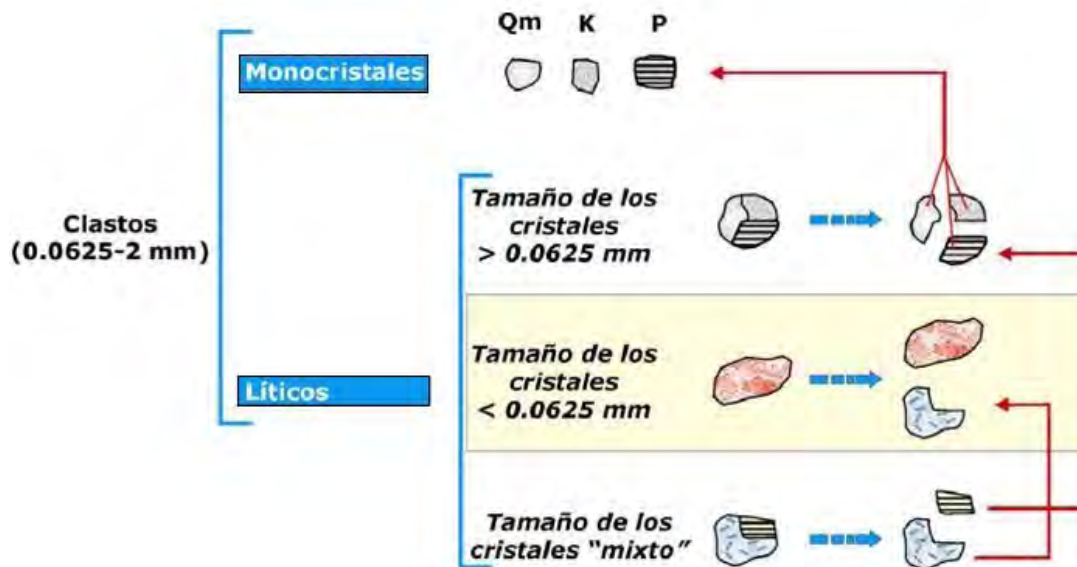 Qm K P
Monocristales
Tamaño de los
cristales
> 0.0625 mm
Clastos
(0.0625-2 mm)
Tamaño de los
cristales
< 0.0625 mm
Líticos
Tamaño de los
cristales “mixto”